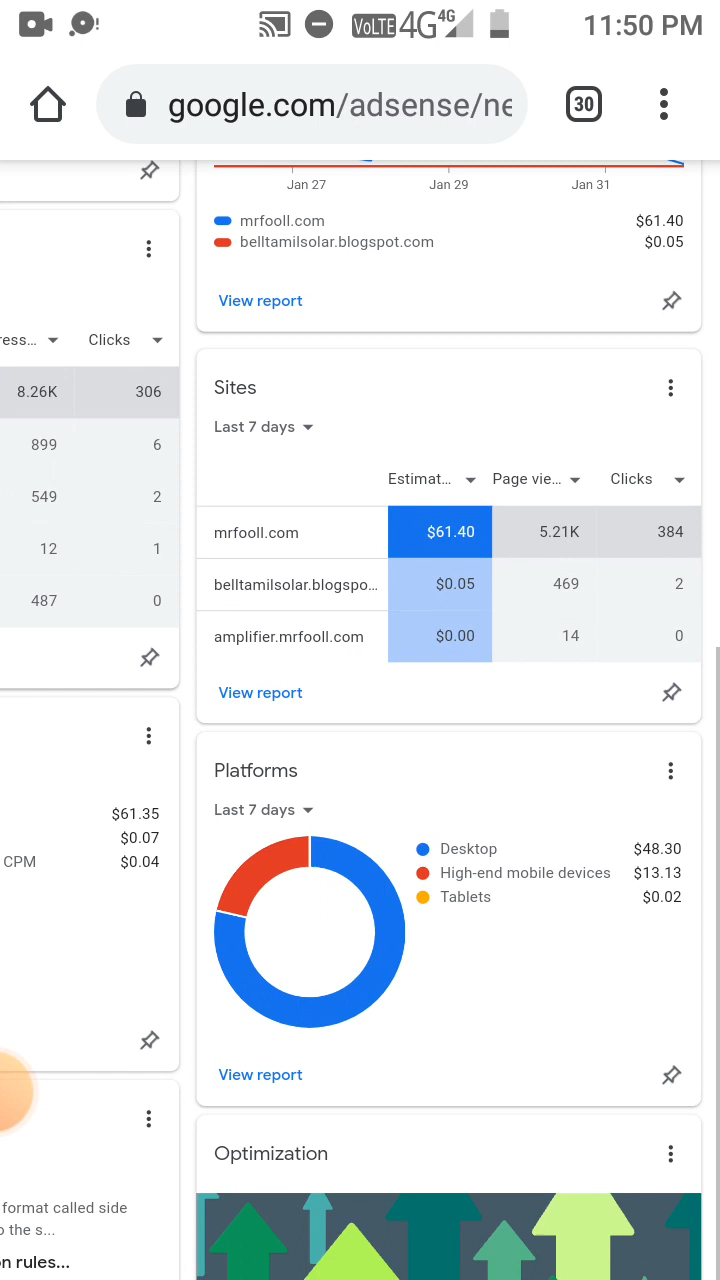 VoLTE 4G 4G 11:50 PM
google.com/adsense/ne
30
Jan 27 Jan 29 Jan 31
mrfooll.com $61.40
belltamilsolar.blogspot.com $0.05
View report
ress... Clicks
8.26K 306
899 6
549 2
12 1
487 0
Sites
Last 7 days
Estimat... Page vie... Clicks
mrfooll.com $61.40 5.21K 384
belltamilsolar.blogspo... $0.05 469 2
amplifier.mrfooll.com $0.00 14 0
View report
$61.35
$0.07
CPM $0.04
Platforms
Last 7 days
Desktop $48.30
High-end mobile devices $13.13
Tablets $0.02
View report
format called side
o the s...
n rules...
Optimization